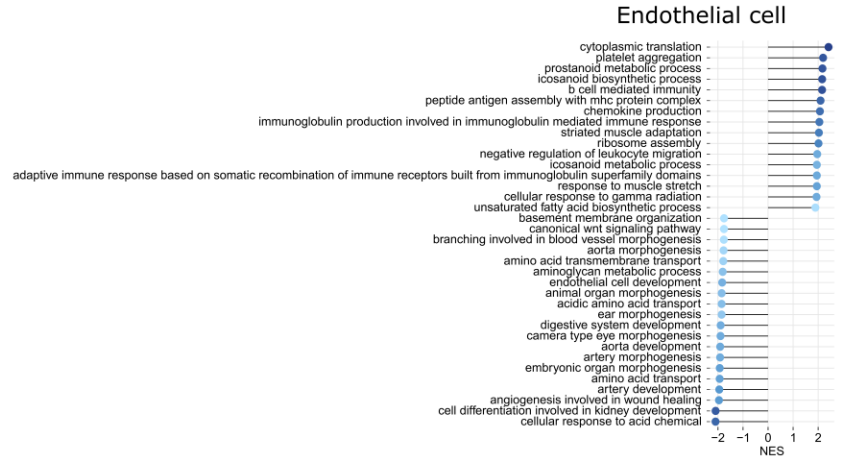 Endothelial cell
cytoplasmic translation
platelet aggregation
prostanoid metabolic process
icosanoid biosynthetic process
b cell mediated immunity
peptide antigen assembly with mhc protein complex
chemokine production
immunoglobulin production involved in immunoglobulin mediated immune response
striated muscle adaptation
ribosome assembly
negative regulation of leukocyte migration
icosanoid metabolic process
adaptive immune response based on somatic recombination of immune receptors built from immunoglobulin superfamily domains
response to muscle stretch
cellular response to gamma radiation
unsaturated fatty acid biosynthetic process
basement membrane organization
canonical wnt signaling pathway
branching involved in blood vessel morphogenesis
aorta morphogenesis
amino acid transmembrane transport
aminoglycan metabolic process
endothelial cell development
animal organ morphogenesis
acidic amino acid transport
ear morphogenesis
digestive system development
camera type eye morphogenesis
aorta development
artery morphogenesis
embryonic organ morphogenesis
amino acid transport
artery development
angiogenesis involved in wound healing
cell differentiation involved in kidney development
cellular response to acid chemical
−2 −1 0 1 2
NES